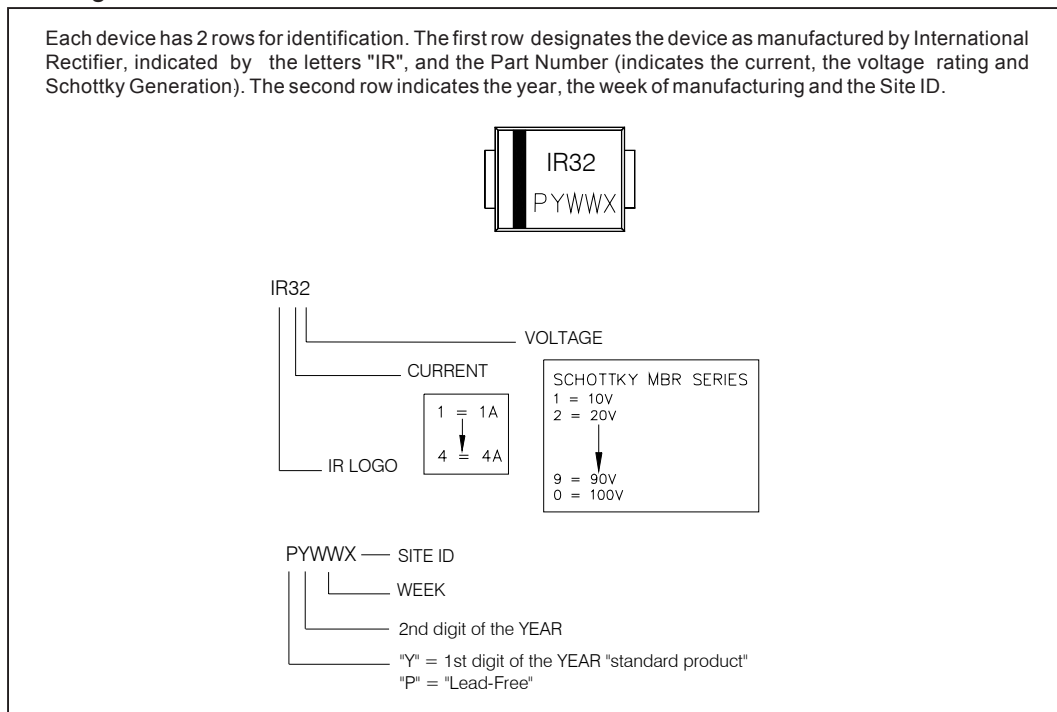 Each device has 2 rows for identification. The first row designates the device as manufactured by International
Rectifier, indicated by the letters "IR", and the Part Number (indicates the current, the voltage rating and
Schottky Generation). The second row indicates the year, the week of manufacturing and the Site ID.
IR32
PYWWX
IR32
VOLTAGE
CURRENT
SCHOTTKY MBR SERIES
1 = 10V
2 = 20V
9 = 90V
0 = 100V
1 = 1A
4 = 4A
IR LOGO
PYWWX
SITE ID
WEEK
2nd digit of the YEAR
"Y" = 1st digit of the YEAR "standard product"
"P" = "Lead-Free"